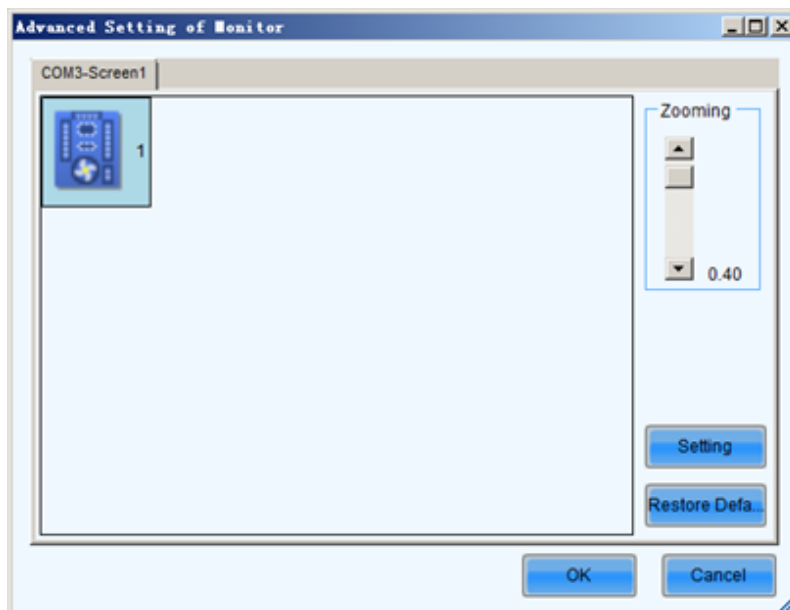 Advanced Setting of Monitor
COM3-Screen1
1
Zooming
0.40
Setting
Restore Defa...
OK
Cancel